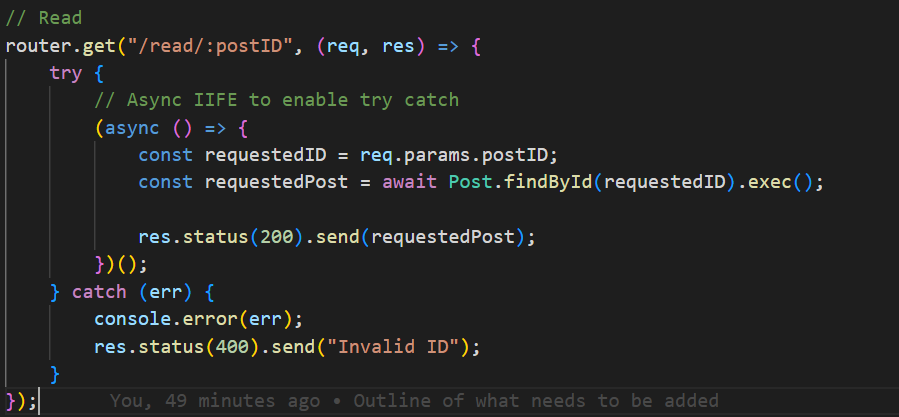 // Read
router.get("/read/:postID", (req, res) => {
    try {
        // Async IIFE to enable try catch
        (async () => {
            const requestedID = req.params.postID;
            const requestedPost = await Post.findById(requestedID).exec();

            res.status(200).send(requestedPost);
        })();
    } catch (err) {
        console.error(err);
        res.status(400).send("Invalid ID");
    }
});     You, 49 minutes ago • Outline of what needs to be added